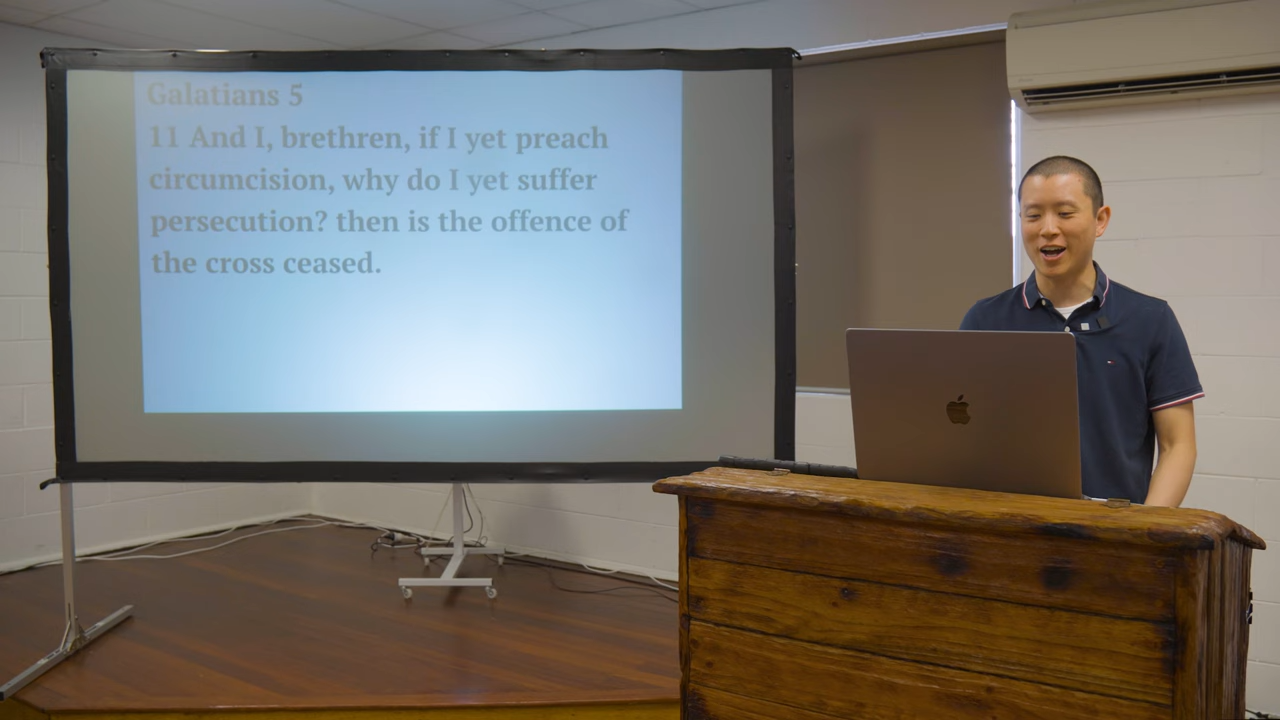 Galatians 5
11 And I, brethren, if I yet preach
circumcision, why do I yet suffer
persecution? then is the offence of
the cross ceased.